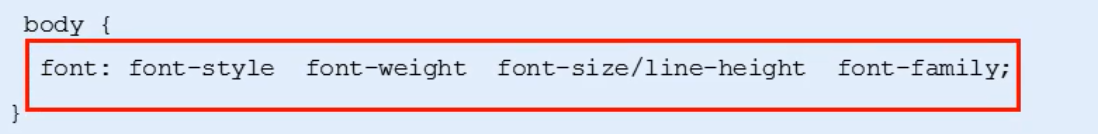 body {
font: font-style font-weight font-size/line-height font-family;
}